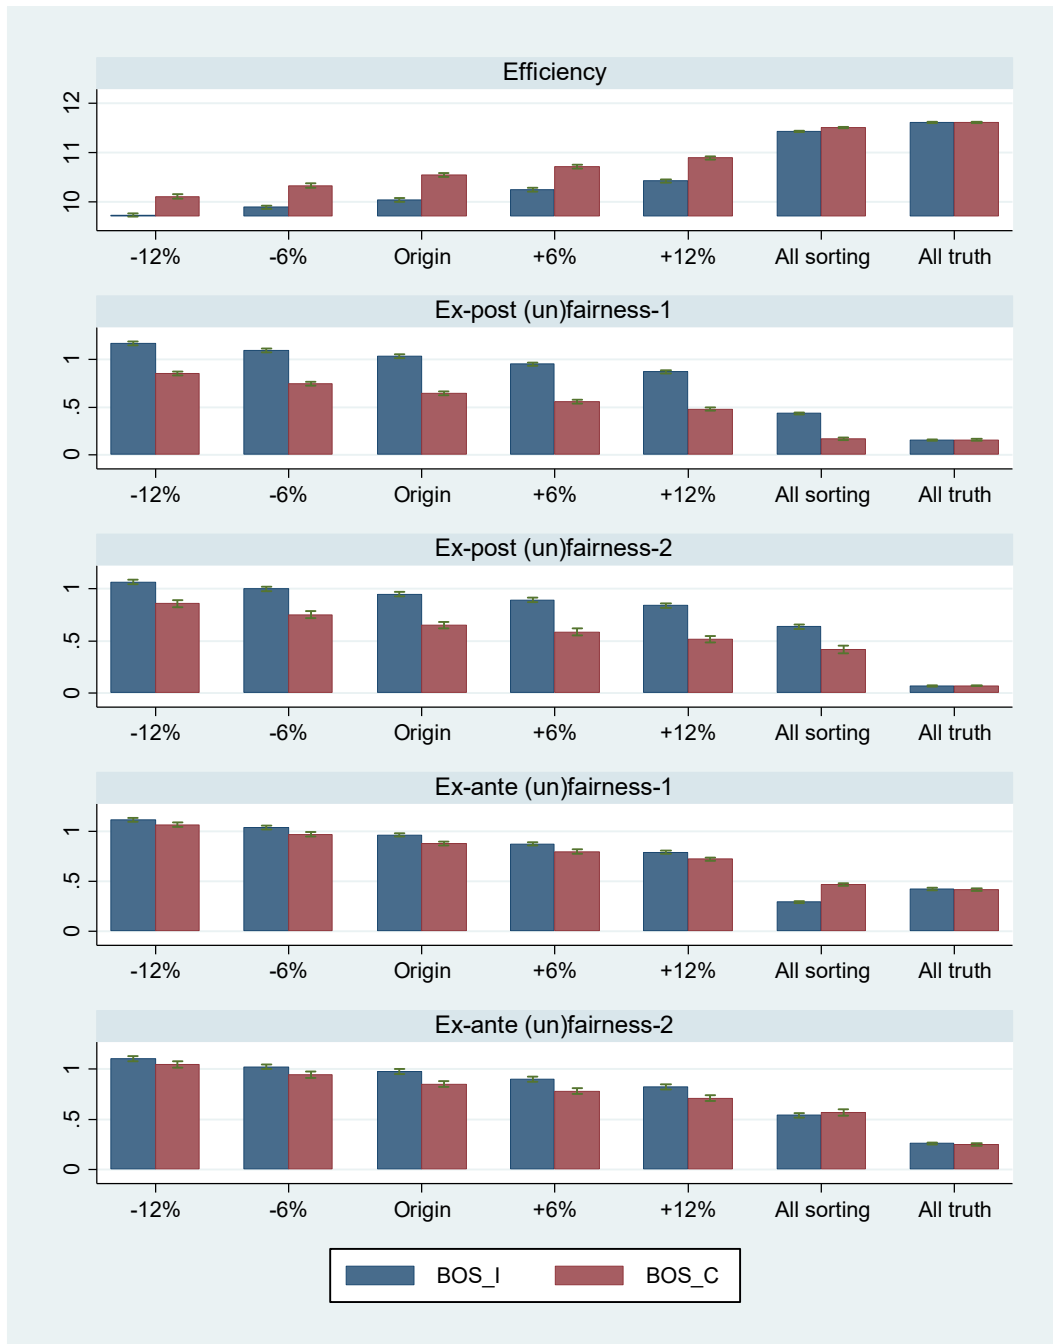 Efficiency
12
11
10
-12% -6% Origin +6% +12% All sorting All truth
Ex-post (un)fairness-1
1
.5
0
-12% -6% Origin +6% +12% All sorting All truth
Ex-post (un)fairness-2
1
.5
0
-12% -6% Origin +6% +12% All sorting All truth
Ex-ante (un)fairness-1
1
.5
0
-12% -6% Origin +6% +12% All sorting All truth
Ex-ante (un)fairness-2
1
.5
0
-12% -6% Origin +6% +12% All sorting All truth
BOS_I BOS_C